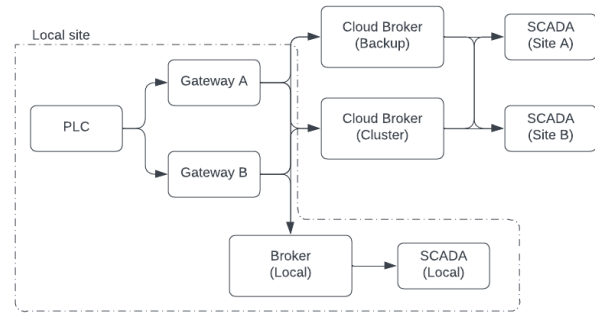 Local site
Cloud Broker
(Backup)
SCADA
(Site A)
Gateway A
PLC
Cloud Broker
(Cluster)
SCADA
(Site B)
Gateway B
Broker
(Local)
SCADA
(Local)